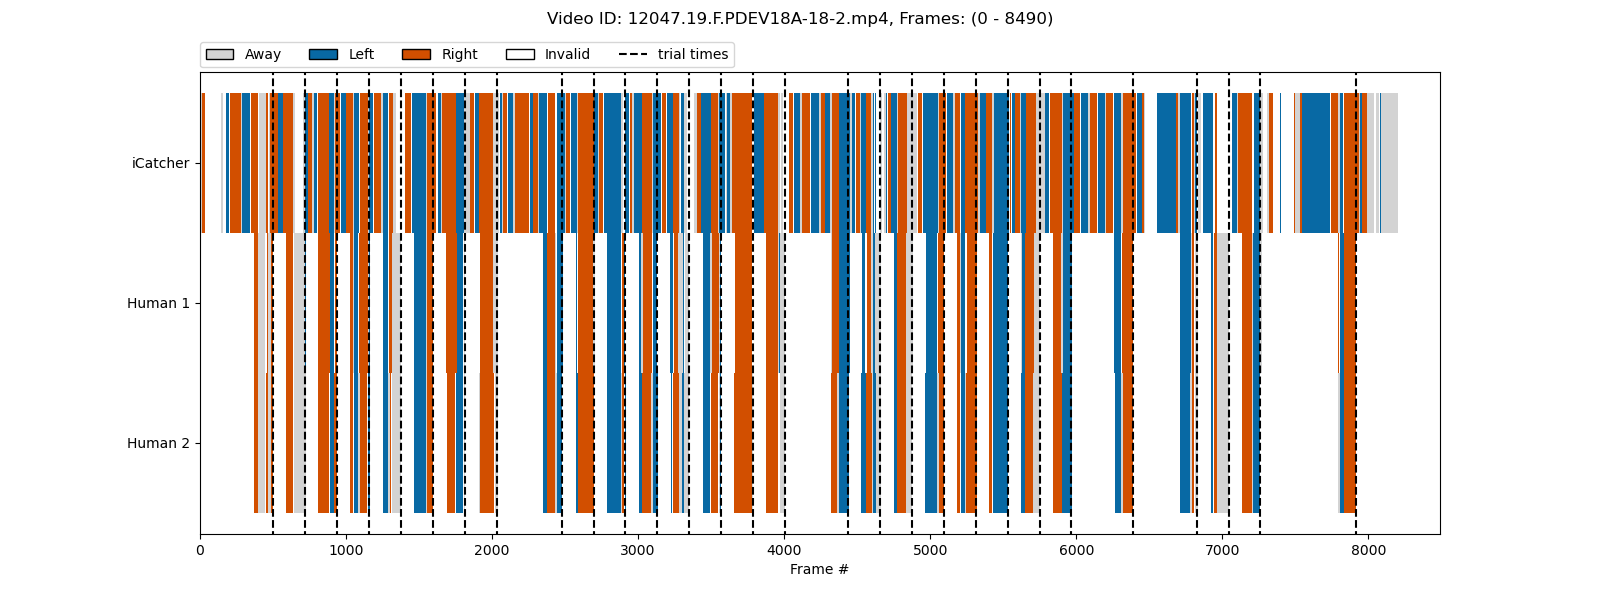 Video ID: 12047.19.F.PDEV18A-18-2.mp4, Frames: (0 - 8490)
Away Left Right Invalid trial times
iCatcher
Human 1
Human 2
0 1000 2000 3000 4000 5000 6000 7000 8000
Frame #